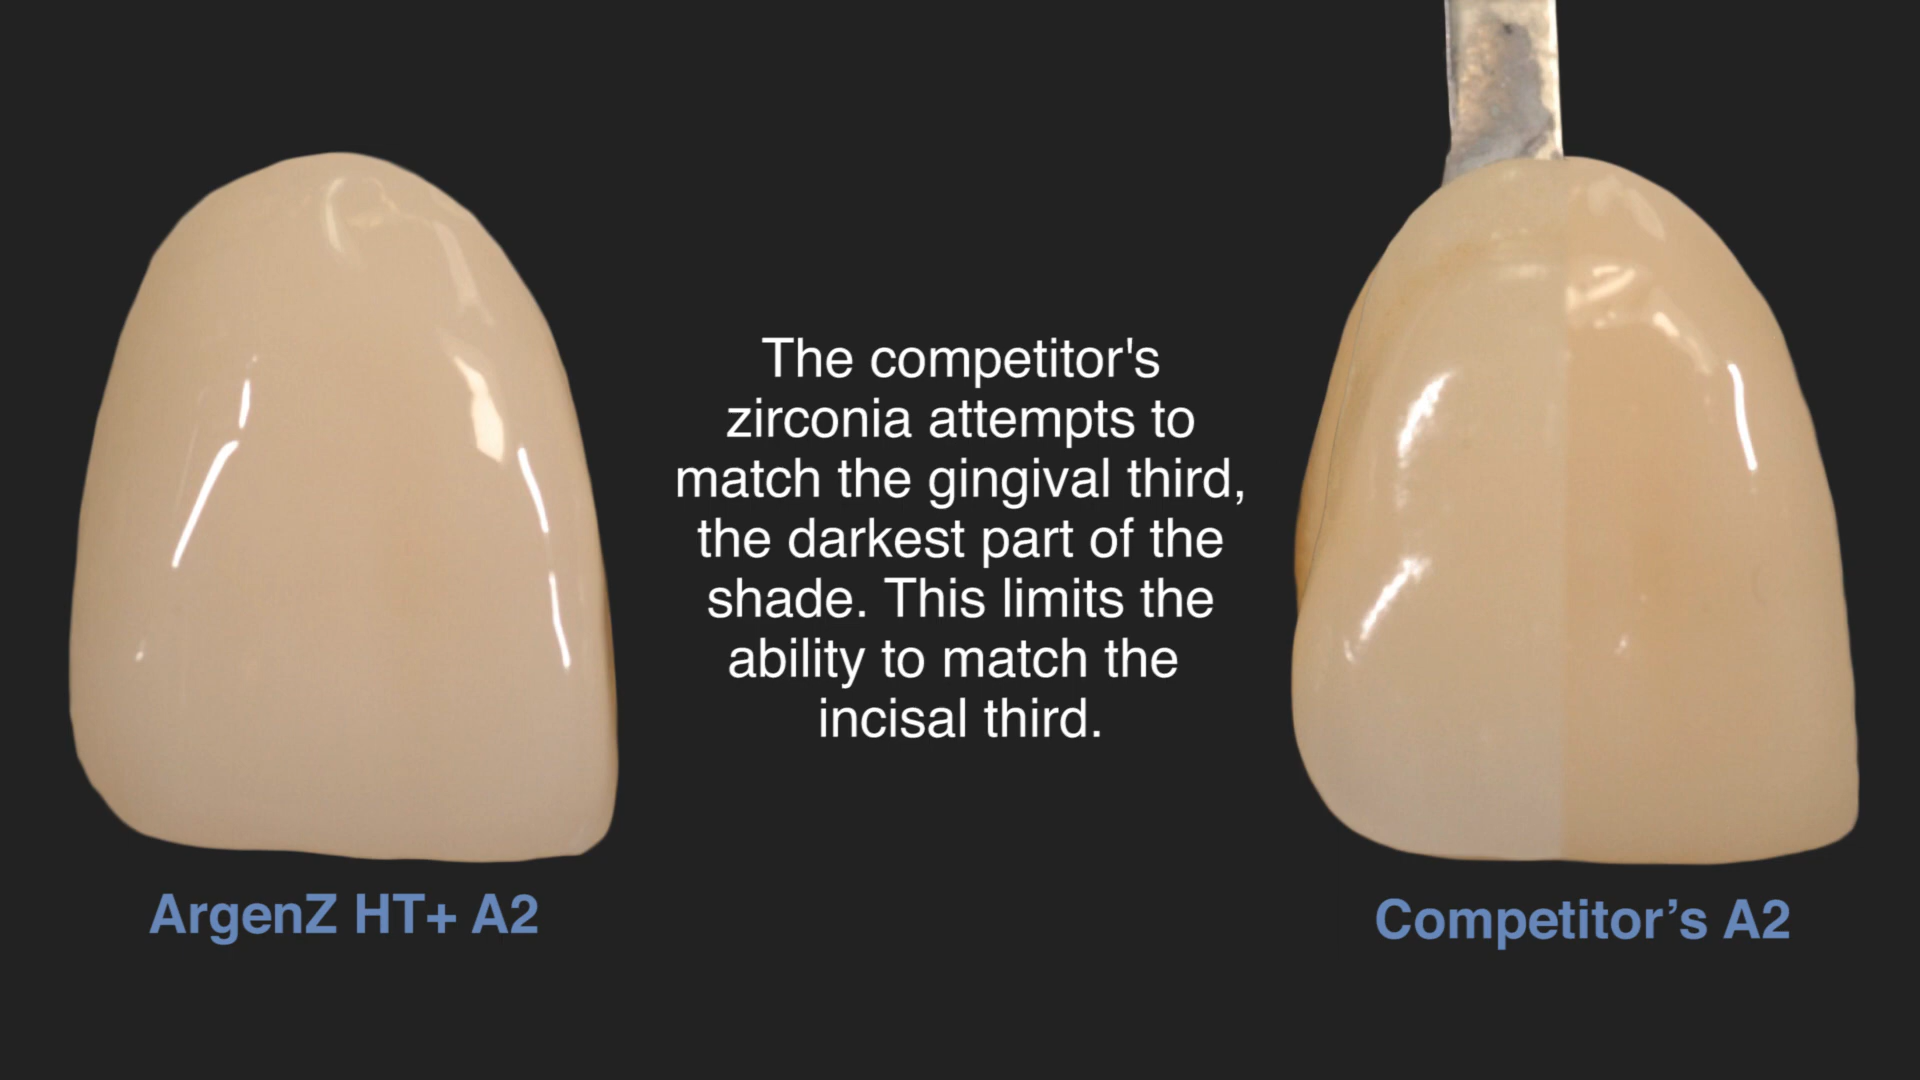 The competitor's
zirconia attempts to
match the gingival third,
the darkest part of the
shade. This limits the
ability to match the
incisal third.
ArgenZ HT+ A2
Competitor’s A2